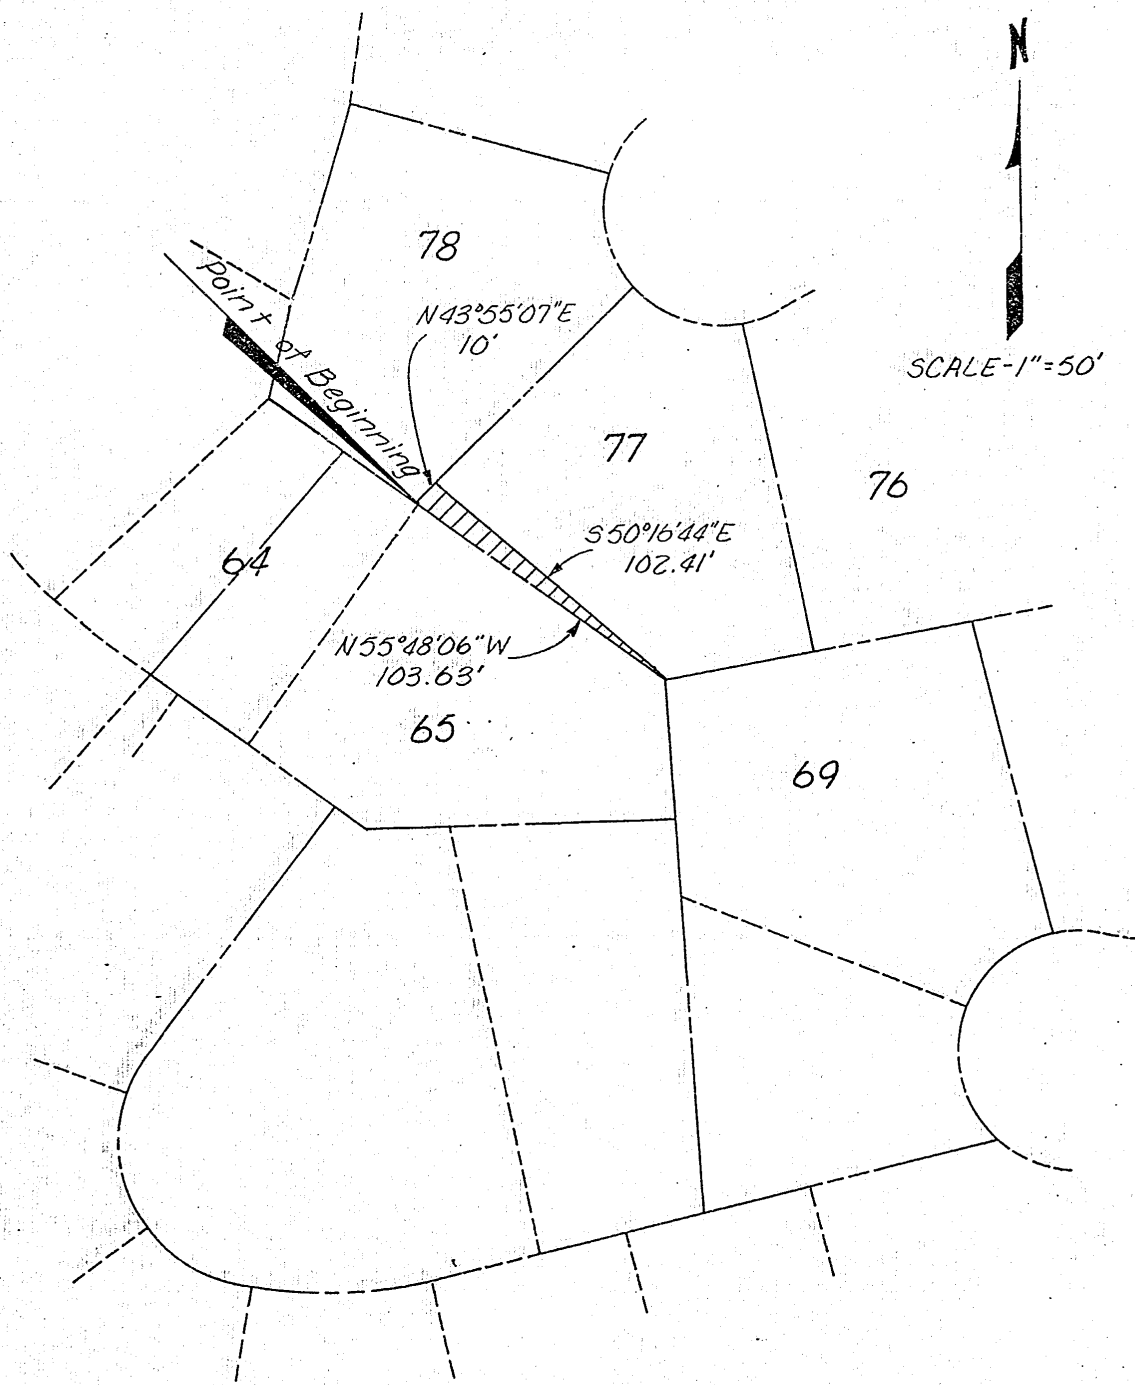 N
SCALE-1"=50'
78
Point of Beginning
N43°55'07"E
10'
77
76
S50°16'44"E
102.41'
64
N55°48'06"W
103.63'
65
69